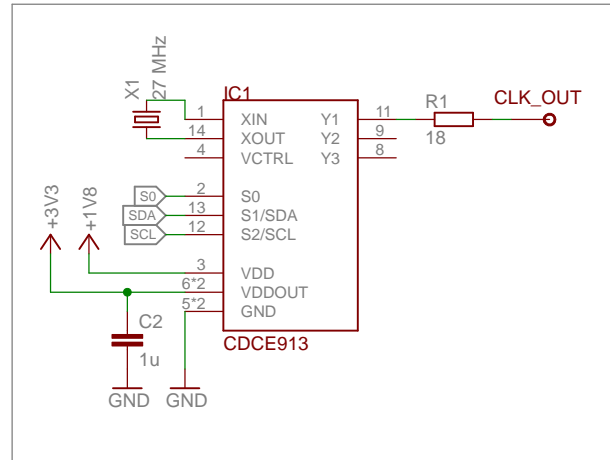 X1
27 MHz
IC1
1 XIN Y1 11
14 XOUT Y2 9
4 VCTRL Y3 8
R1
18
CLK_OUT
S0 2 S0
SDA 13 S1/SDA
SCL 12 S2/SCL
+3V3
+1V8
3 VDD
6*2 VDDOUT
5*2 GND
CDCE913
C2
1u
GND
GND